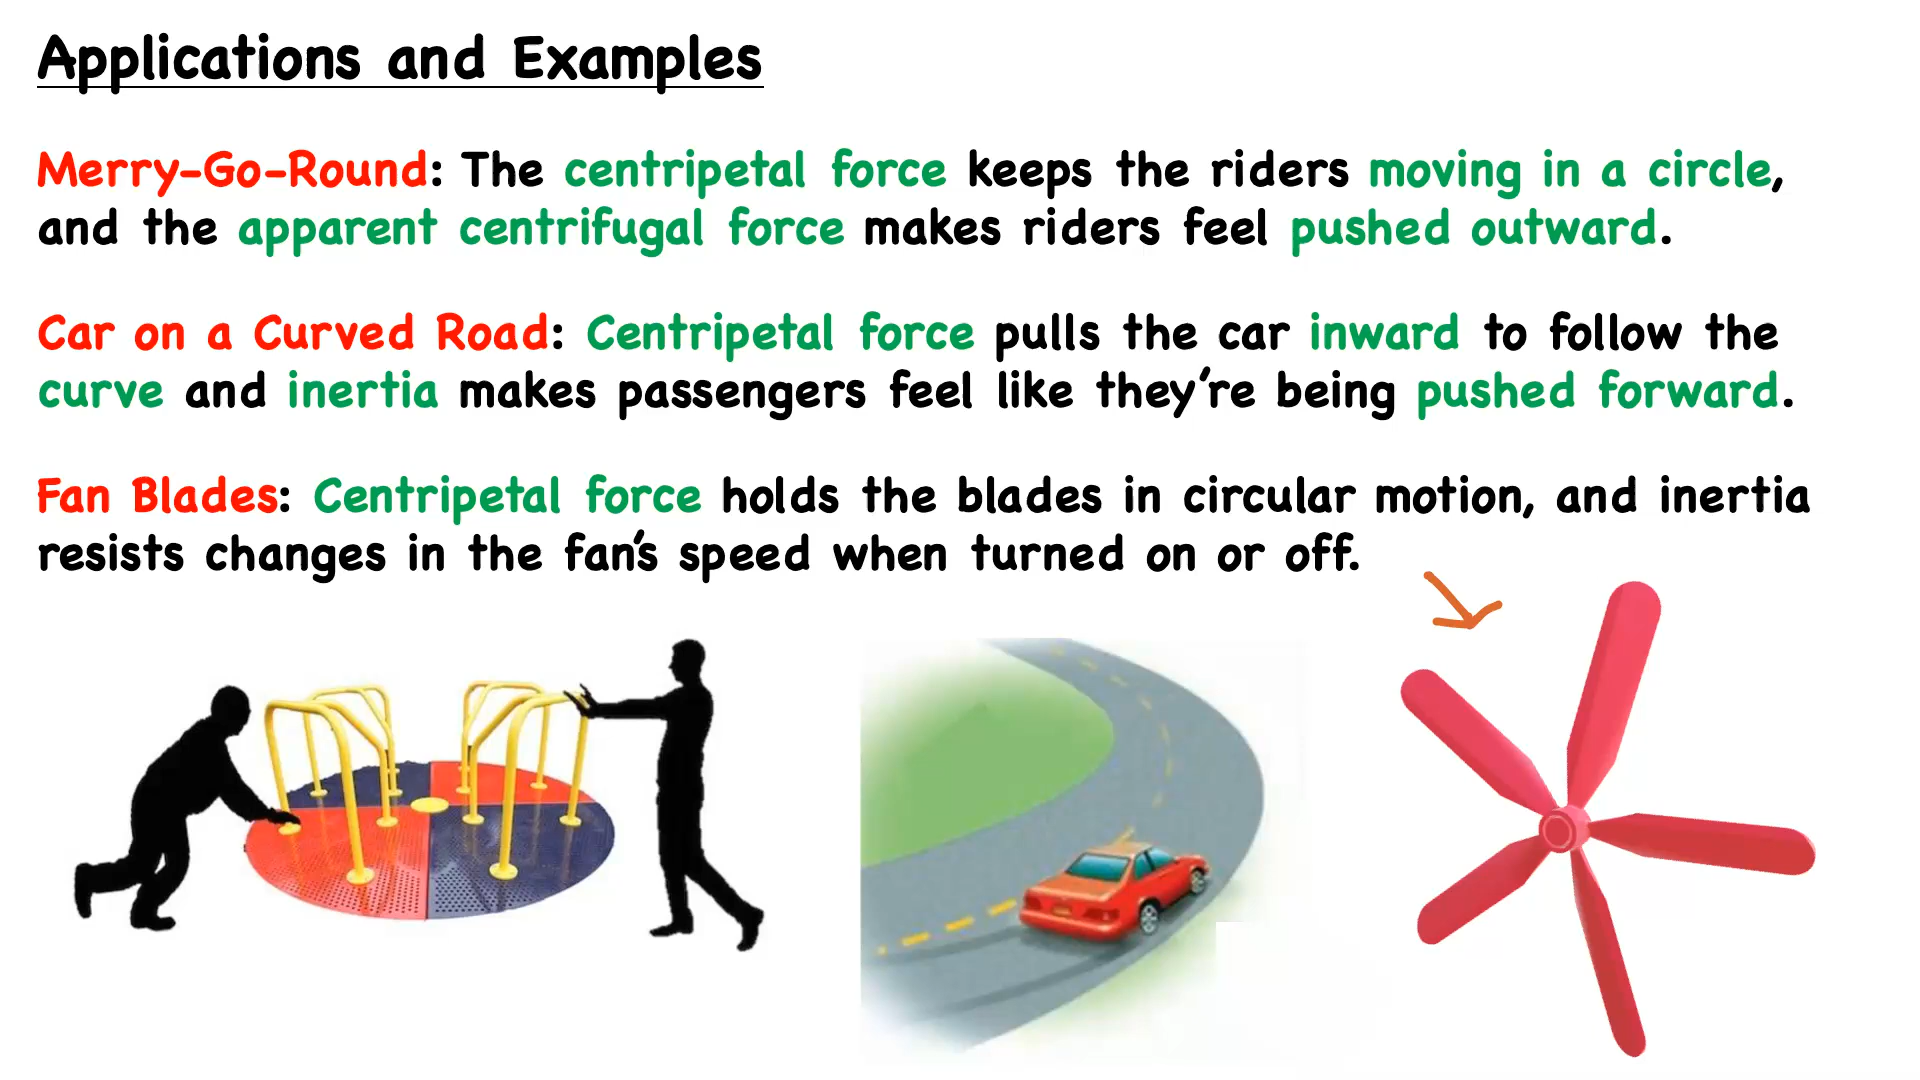 Applications and Examples
Merry-Go-Round: The centripetal force keeps the riders moving in a circle,
and the apparent centrifugal force makes riders feel pushed outward.
Car on a Curved Road: Centripetal force pulls the car inward to follow the
curve and inertia makes passengers feel like they're being pushed forward.
Fan Blades: Centripetal force holds the blades in circular motion, and inertia
resists changes in the fan's speed when turned on or off.